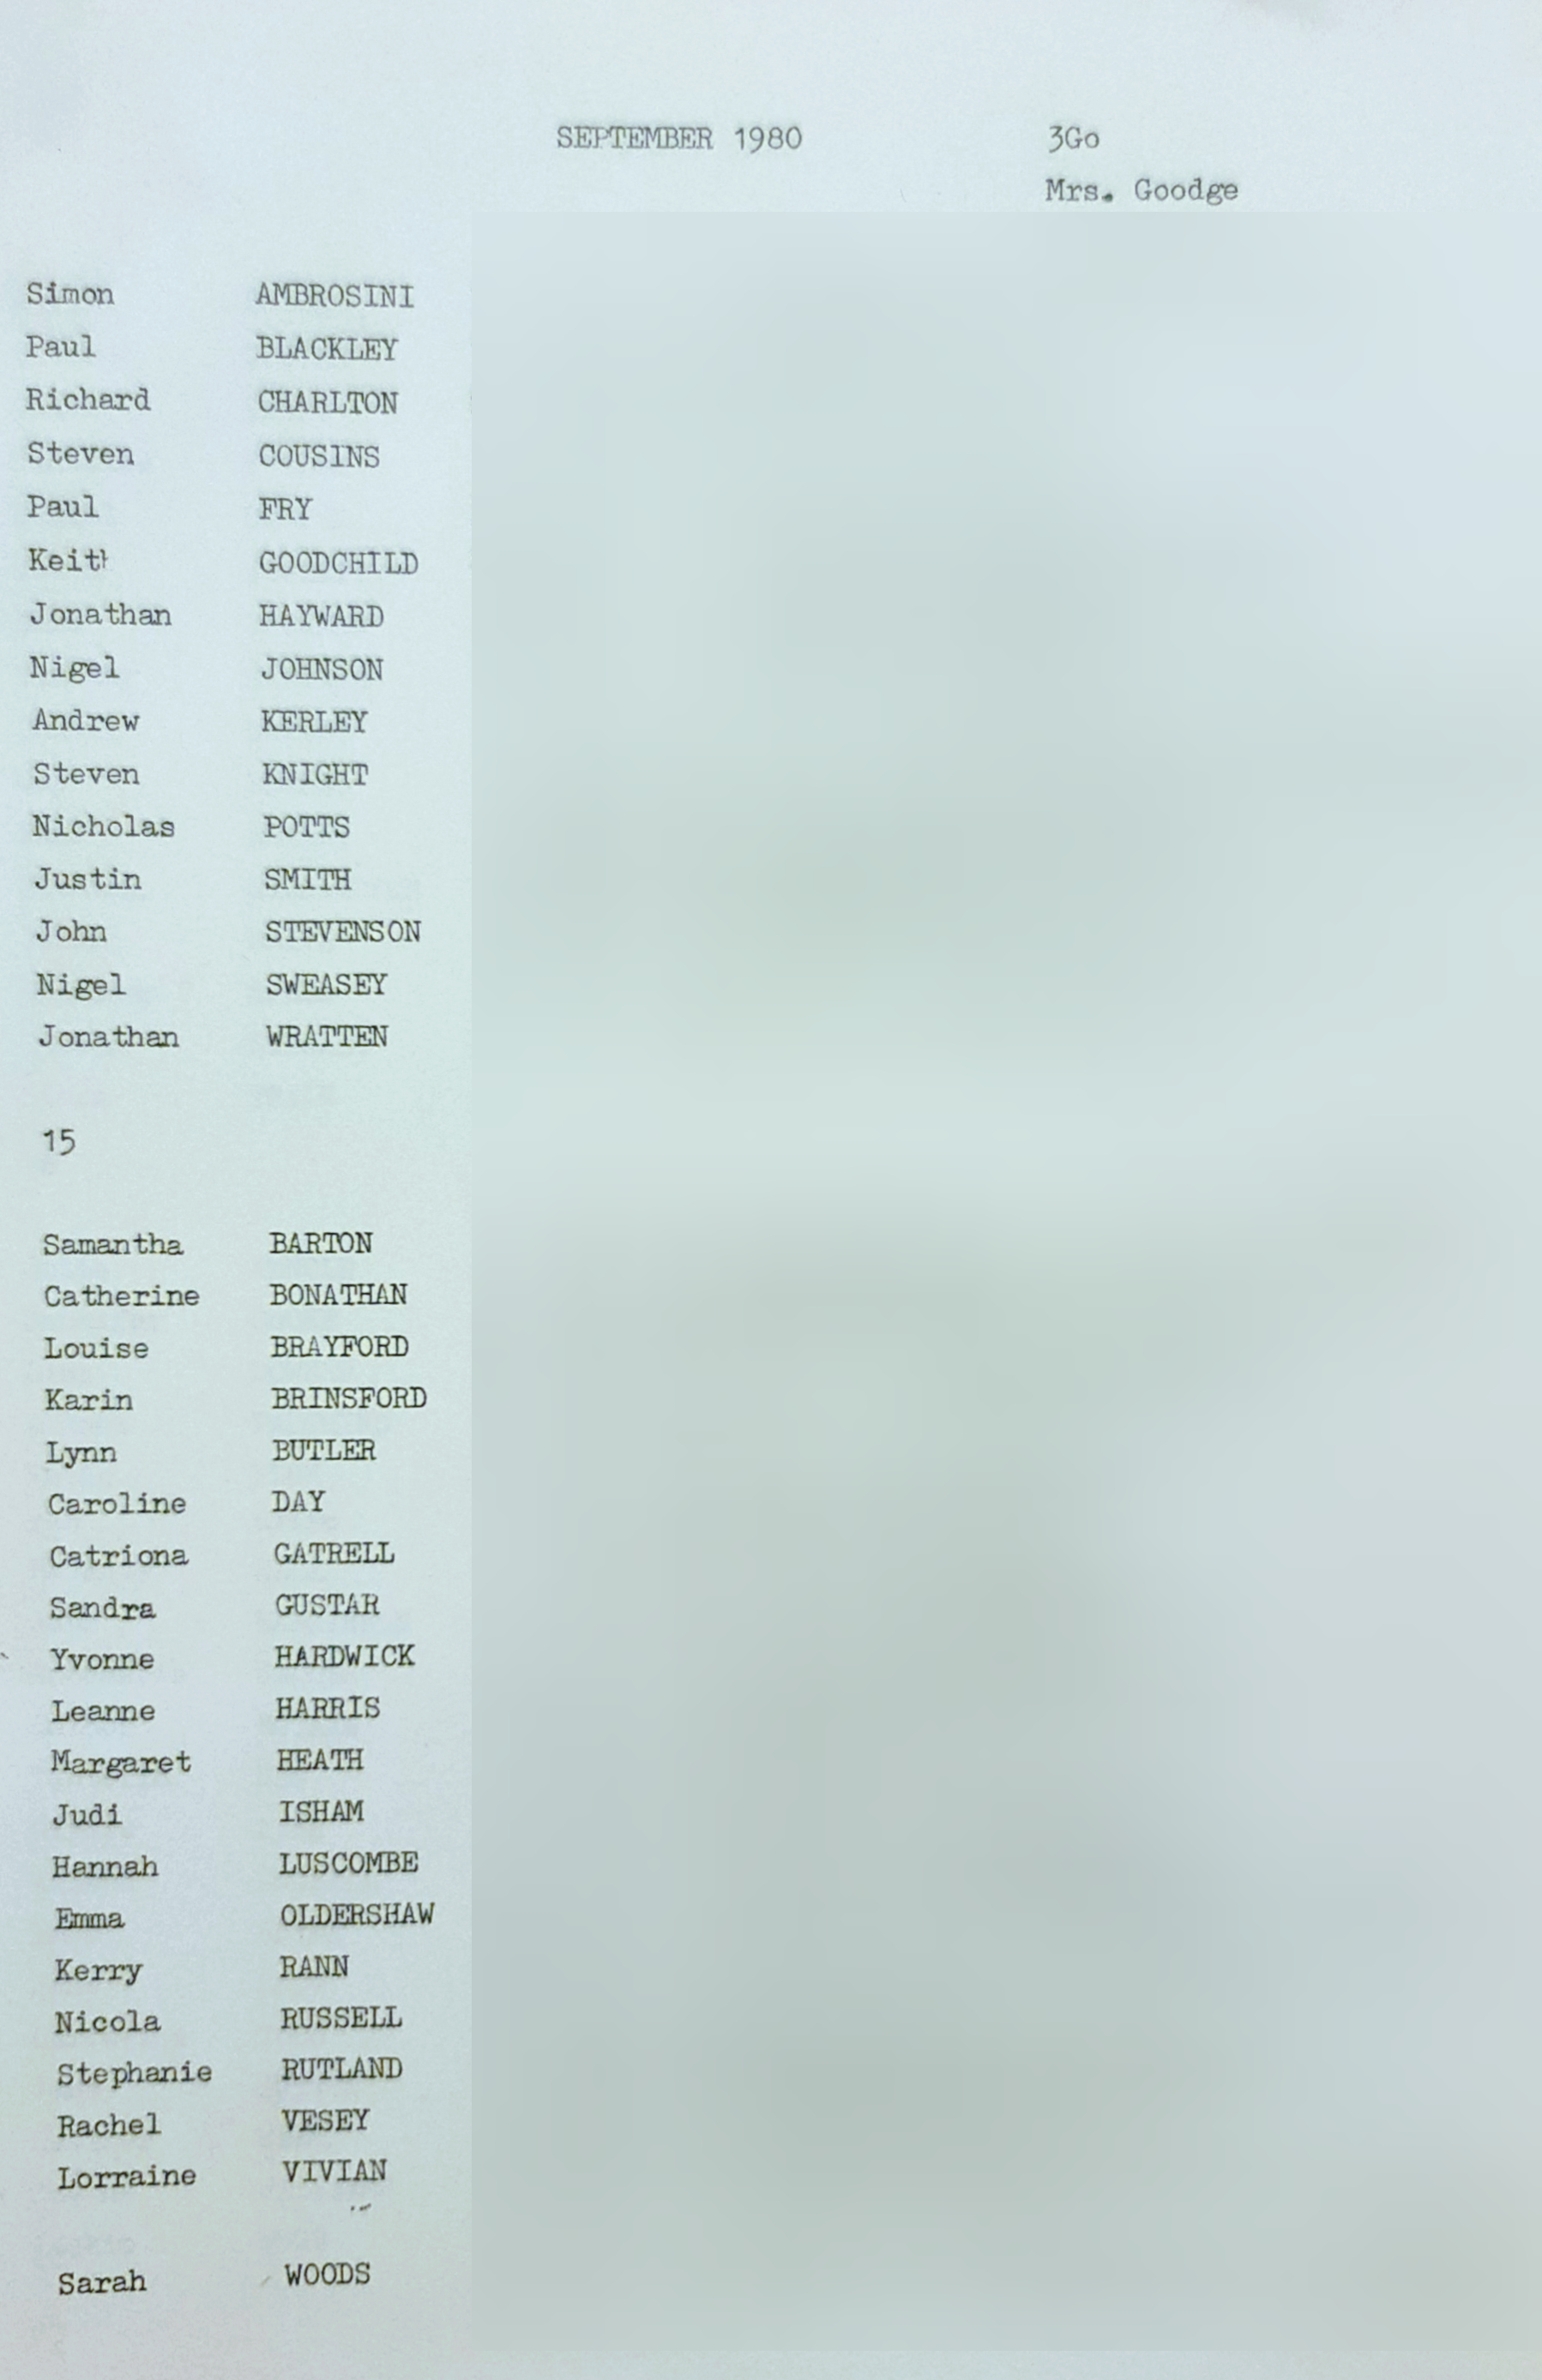 SEPTEMBER 1980 3Go
Mrs. Goodge
Simon AMBROSINI
Paul BLACKLEY
Richard CHARLTON
Steven COUSINS
Paul FRY
Keith GOODCHILD
Jonathan HAYWARD
Nigel JOHNSON
Andrew KERLEY
Steven KNIGHT
Nicholas POTTS
Justin SMITH
John STEVENSON
Nigel SWEASEY
Jonathan WRATTEN
15
Samantha BARTON
Catherine BONATHAN
Louise BRAYFORD
Karin BRINSFORD
Lynn BUTLER
Caroline DAY
Catriona GATRELL
Sandra GUSTAR
Yvonne HARDWICK
Leanne HARRIS
Margaret HEATH
Judi ISHAM
Hannah LUSCOMBE
Emma OLDERSHAW
Kerry RANN
Nicola RUSSELL
Stephanie RUTLAND
Rachel VESEY
Lorraine VIVIAN
Sarah WOODS